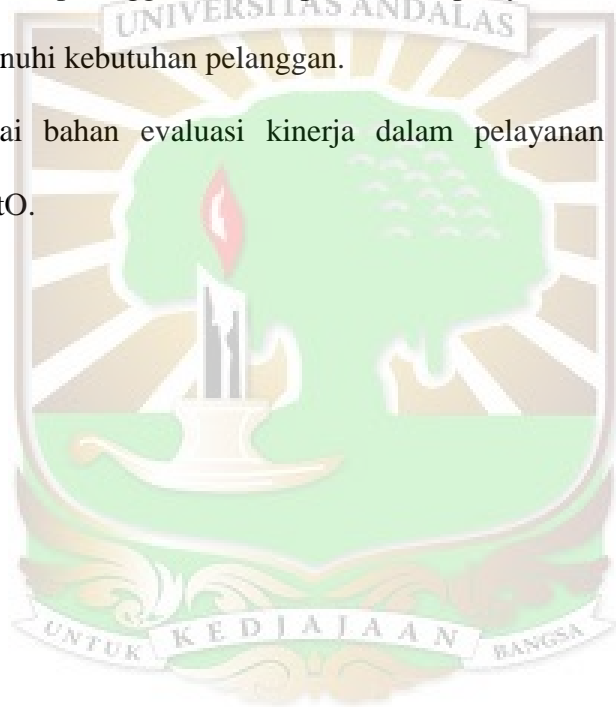 UNIVERSITAS ANDALAS
nuhi kebutuhan pelanggan.
ai bahan evaluasi kinerja dalam pelayanan
tO.
UNTUK KEDJAJAAN BANGSA